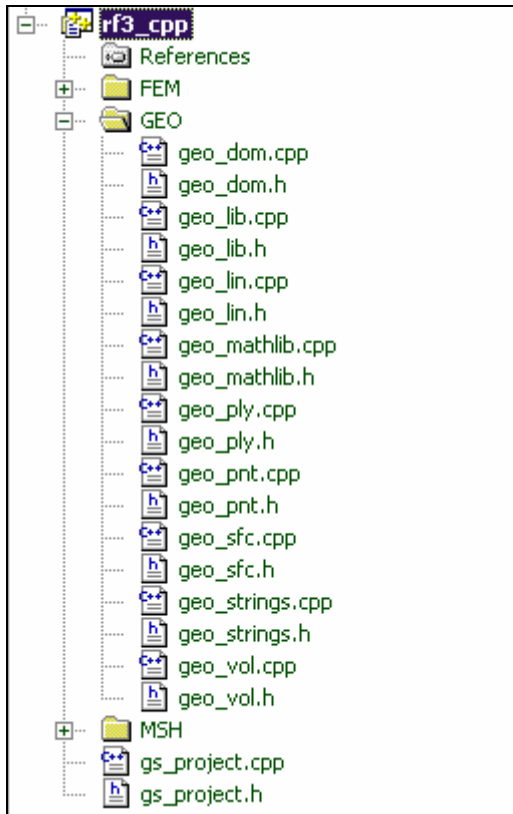 rf3_cpp
References
FEM
GEO
geo_dom.cpp
geo_dom.h
geo_lib.cpp
geo_lib.h
geo_lin.cpp
geo_lin.h
geo_mathlib.cpp
geo_mathlib.h
geo_ply.cpp
geo_ply.h
geo_pnt.cpp
geo_pnt.h
geo_sfc.cpp
geo_sfc.h
geo_strings.cpp
geo_strings.h
geo_vol.cpp
geo_vol.h
MSH
gs_project.cpp
gs_project.h